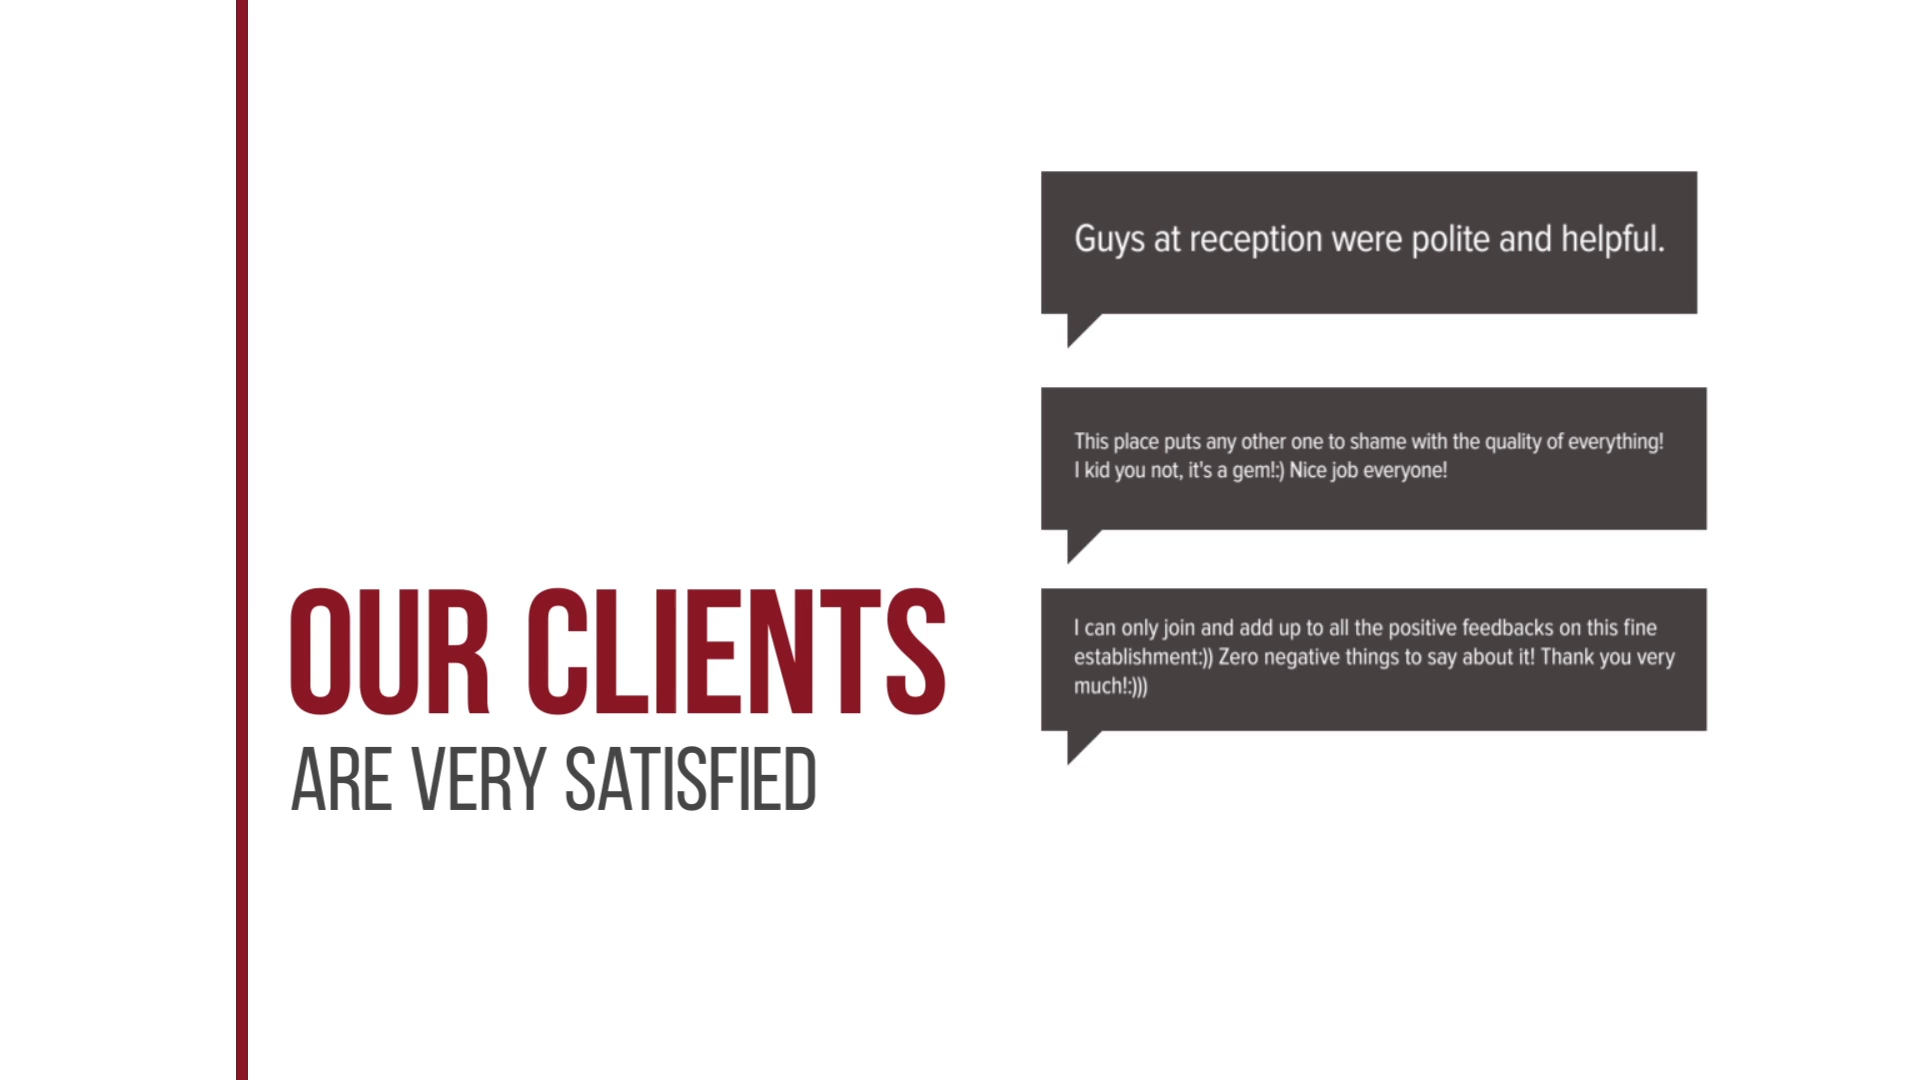 OUR CLIENTS
ARE VERY SATISFIED
Guys at reception were polite and helpful.
This place puts any other one to shame with the quality of everything!
I kid you not, it's a gem!:) Nice job everyone!
I can only join and add up to all the positive feedbacks on this fine
establishment:)) Zero negative things to say about it! Thank you very
much!:)))